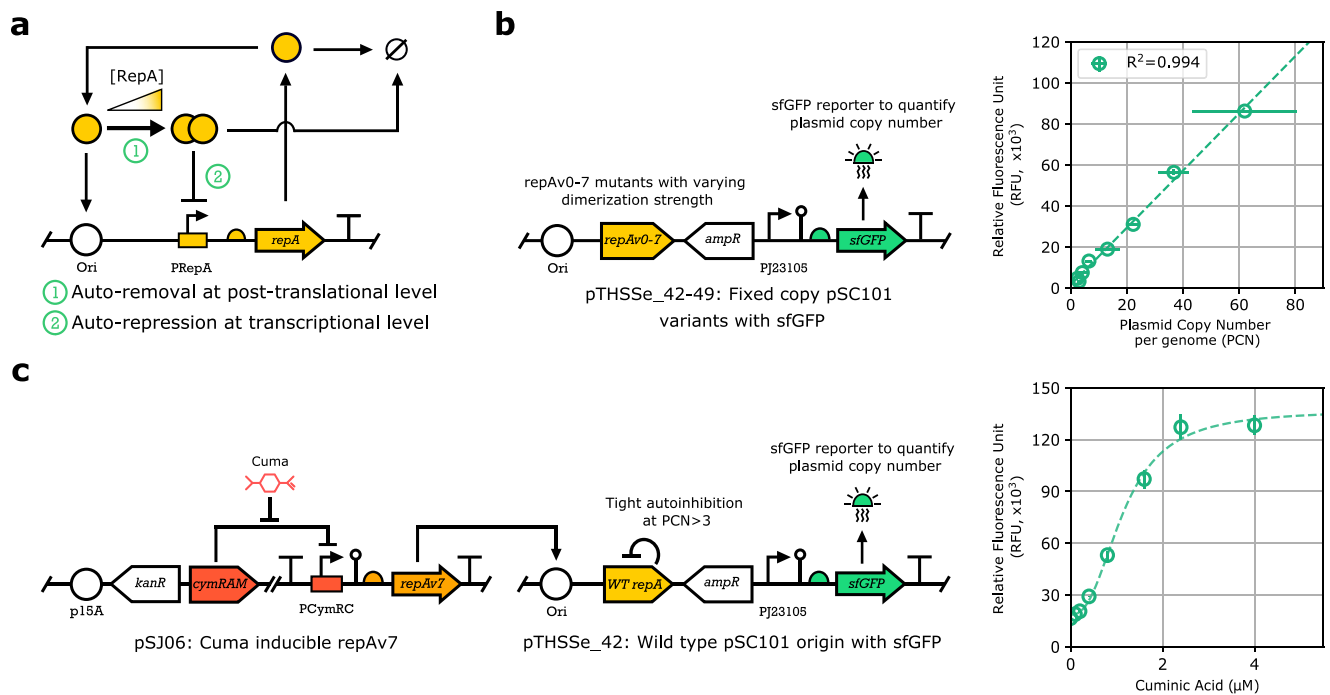 a
[RepA]
1
2
Ori
PRepA
repA
1 Auto-removal at post-translational level
2 Auto-repression at transcriptional level
b
sfGFP reporter to quantify
plasmid copy number
repAv0-7 mutants with varying
dimerization strength
repAv0-7
ampR
sfGFP
Ori
PJ23105
pTHSSe_42-49: Fixed copy pSC101
variants with sfGFP
R²=0.994
Relative Fluorescence Unit
(RFU, x10³)
120
100
80
60
40
20
0
0
20
40
60
80
Plasmid Copy Number
per genome (PCN)
c
Cuma
kanR
cymRAM
repAv7
p15A
PCymRC
pSJ06: Cuma inducible repAv7
sfGFP reporter to quantify
plasmid copy number
Tight autoinhibition
at PCN>3
WT repA
ampR
sfGFP
Ori
PJ23105
pTHSSe_42: Wild type pSC101 origin with sfGFP
Relative Fluorescence Unit
(RFU, x10³)
150
120
90
60
30
0
0
2
4
Cuminic Acid (μM)